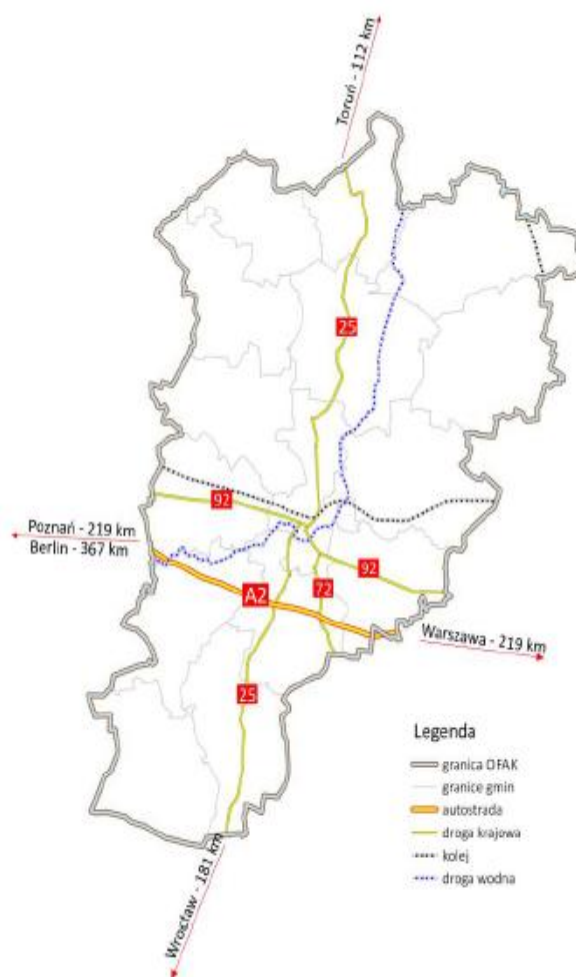 Toruń - 112 km
25
92
Poznań - 219 km
Berlin - 367 km
92
A2
72
Warszawa - 219 km
25
Legenda
granica OFAK
granice gmin
autostrada
droga krajowa
kolej
droga wodna
Wrocław - 181 km